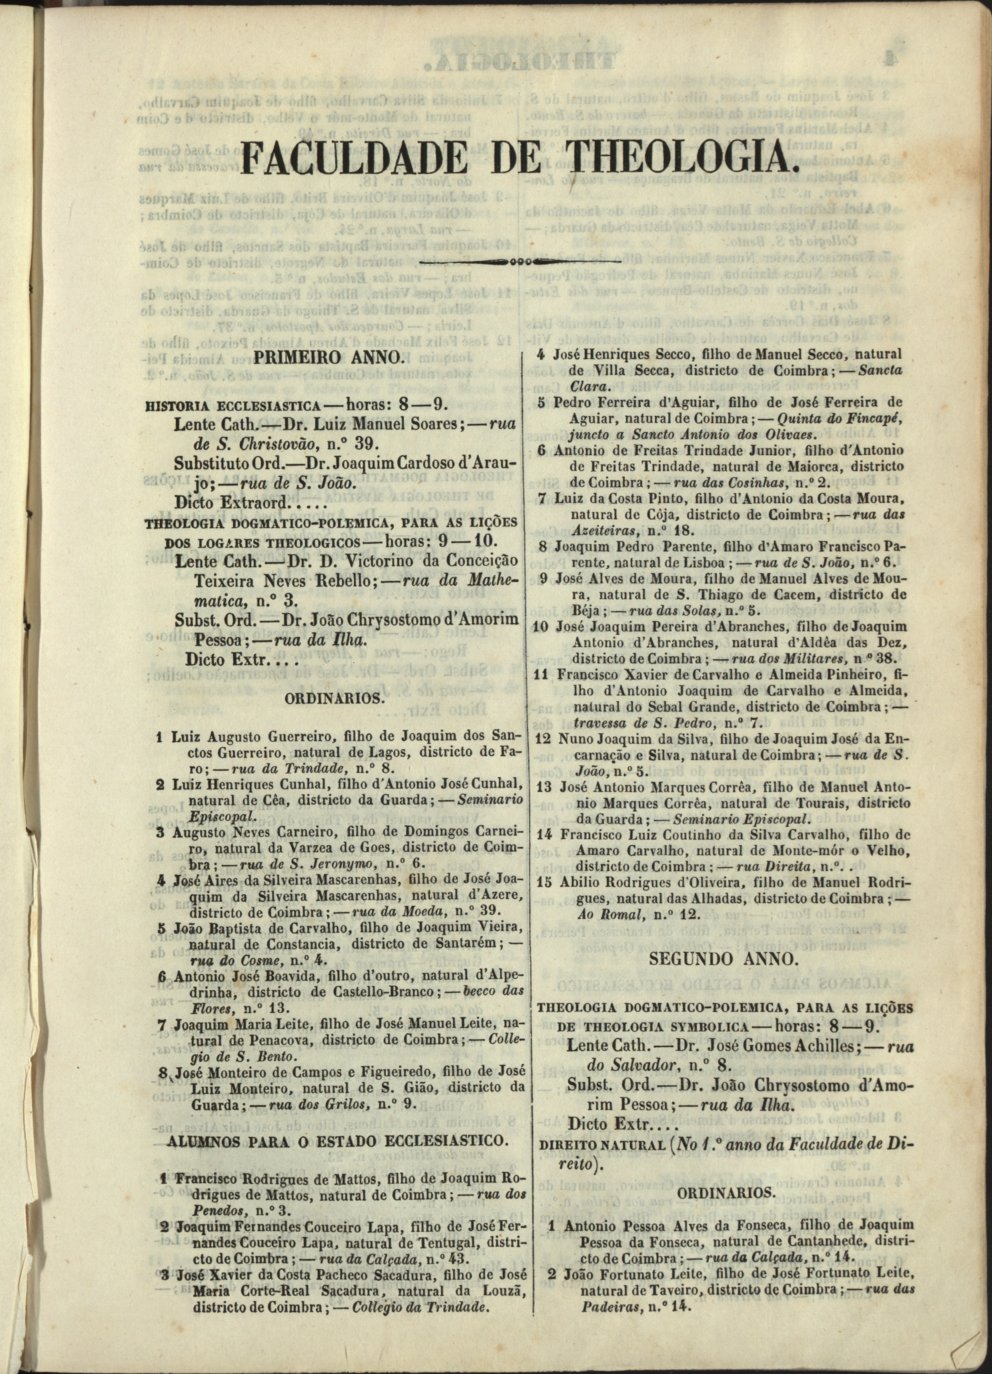 FACULDADE DE THEOLOGIA.
PRIMEIRO ANNO.
HISTORIA ECCLESIASTICA — horas: 8 — 9.
Lente Cath.—Dr. Luiz Manuel Soares; — rua
de S. Christovão, n.º 39.
Substituto Ord.—Dr. Joaquim Cardoso d'Arau-
jo; — rua de S. João.
Dicto Extraord.....
THEOLOGIA DOGMATICO-POLEMICA, PARA AS LIÇÕES
DOS LOGARES THEOLOGICOS — horas: 9 — 10.
Lente Cath.—Dr. D. Victorino da Conceição
Teixeira Neves Rebello; — rua da Mathe-
matica, n.º 3.
Subst. Ord. — Dr. João Chrysostomo d'Amorim
Pessoa; — rua da Ilha.
Dicto Extr....
ORDINARIOS.
1 Luiz Augusto Guerreiro, filho de Joaquim dos San-
ctos Guerreiro, natural de Lagos, districto de Fa-
ro; — rua da Trindade, n.º 8.
2 Luiz Henriques Cunhal, filho d'Antonio José Cunhal,
natural de Cêa, districto da Guarda; — Seminario
Episcopal.
3 Augusto Neves Carneiro, filho de Domingos Carnei-
ro, natural da Varzea de Goes, districto de Coim-
bra; — rua de S. Jeronymo, n.º 6.
4 José Aires da Silveira Mascarenhas, filho de José Joa-
quim da Silveira Mascarenhas, natural d'Azere,
districto de Coimbra; — rua da Moeda, n.º 39.
5 João Baptista de Carvalho, filho de Joaquim Vieira,
natural de Constancia, districto de Santarém; —
rua do Cosme, n.º 4.
6 Antonio José Boavida, filho d'outro, natural d'Alpe-
drinha, districto de Castello-Branco; — becco das
Flores, n.º 13.
7 Joaquim Maria Leite, filho de José Manuel Leite, na-
tural de Penacova, districto de Coimbra; — Colle-
gio de S. Bento.
8 José Monteiro de Campos e Figueiredo, filho de José
Luiz Monteiro, natural de S. Gião, districto da
Guarda; — rua dos Grilos, n.º 9.
ALUMNOS PARA O ESTADO ECCLESIASTICO.
1 Francisco Rodrigues de Mattos, filho de Joaquim Ro-
drigues de Mattos, natural de Coimbra; — rua dos
Penedos, n.º 3.
2 Joaquim Fernandes Couceiro Lapa, filho de José Fer-
nandes Couceiro Lapa, natural de Tentugal, distri-
cto de Coimbra; — rua da Calçada, n.º 43.
3 José Xavier da Costa Pacheco Sacadura, filho de José
Maria Corte-Real Sacadura, natural da Louzã,
districto de Coimbra; — Collegio da Trindade.
4 José Henriques Secco, filho de Manuel Secco, natural
de Villa Secca, districto de Coimbra; — Sancta
Clara.
5 Pedro Ferreira d'Aguiar, filho de José Ferreira de
Aguiar, natural de Coimbra; — Quinta do Fincapé,
juncto a Sancto Antonio dos Olivaes.
6 Antonio de Freitas Trindade Junior, filho d'Antonio
de Freitas Trindade, natural de Maiorca, districto
de Coimbra; — rua das Cosinhas, n.º 2.
7 Luiz da Costa Pinto, filho d'Antonio da Costa Moura,
natural de Côja, districto de Coimbra; — rua das
Azeiteiras, n.º 18.
8 Joaquim Pedro Parente, filho d'Amaro Francisco Pa-
rente, natural de Lisboa; — rua de S. João, n.º 6.
9 José Alves de Moura, filho de Manuel Alves de Mou-
ra, natural de S. Thiago de Cacem, districto de
Béja; — rua das Solas, n.º 5.
10 José Joaquim Pereira d'Abranches, filho de Joaquim
Antonio d'Abranches, natural d'Aldêa das Dez,
districto de Coimbra; — rua dos Militares, n º 38.
11 Francisco Xavier de Carvalho e Almeida Pinheiro, fi-
lho d'Antonio Joaquim de Carvalho e Almeida,
natural do Sebal Grande, districto de Coimbra; —
travessa de S. Pedro, n.º 7.
12 Nuno Joaquim da Silva, filho de Joaquim José da En-
carnação e Silva, natural de Coimbra; — rua de S.
João, n.º 5.
13 José Antonio Marques Corrêa, filho de Manuel Anto-
nio Marques Corrêa, natural de Tourais, districto
da Guarda; — Seminario Episcopal.
14 Francisco Luiz Coutinho da Silva Carvalho, filho de
Amaro Carvalho, natural de Monte-mór o Velho,
districto de Coimbra; — rua Direita, n.º. .
15 Abilio Rodrigues d'Oliveira, filho de Manuel Rodri-
gues, natural das Alhadas, districto de Coimbra; —
Ao Romal, n.º 12.
SEGUNDO ANNO.
THEOLOGIA DOGMATICO-POLEMICA, PARA AS LIÇÕES
DE THEOLOGIA SYMBOLICA — horas: 8 — 9.
Lente Cath.—Dr. José Gomes Achilles; — rua
do Salvador, n.º 8.
Subst. Ord.—Dr. João Chrysostomo d'Amo-
rim Pessoa; — rua da Ilha.
Dicto Extr....
DIREITO NATURAL (No 1.º anno da Faculdade de Di-
reito).
ORDINARIOS.
1 Antonio Pessoa Alves da Fonseca, filho de Joaquim
Pessoa da Fonseca, natural de Cantanhede, distri-
cto de Coimbra; — rua da Calçada, n.º 14.
2 João Fortunato Leite, filho de José Fortunato Leite,
natural de Taveiro, districto de Coimbra; — rua das
Padeiras, n.º 14.